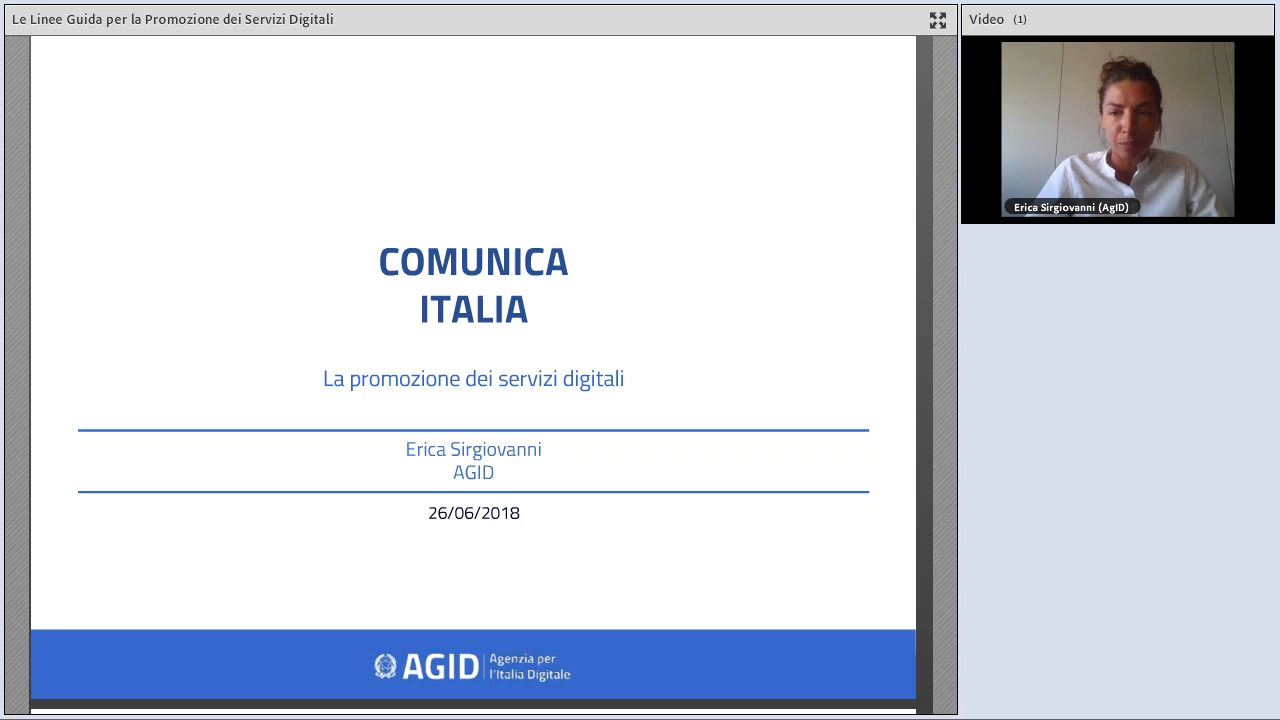 Le Linee Guida per la Promozione dei Servizi Digitali
Video (1)
Erica Sirgiovanni (AgID)
COMUNICA
ITALIA
La promozione dei servizi digitali
Erica Sirgiovanni
AGID
26/06/2018
AGID
Agenzia per
l'Italia Digitale